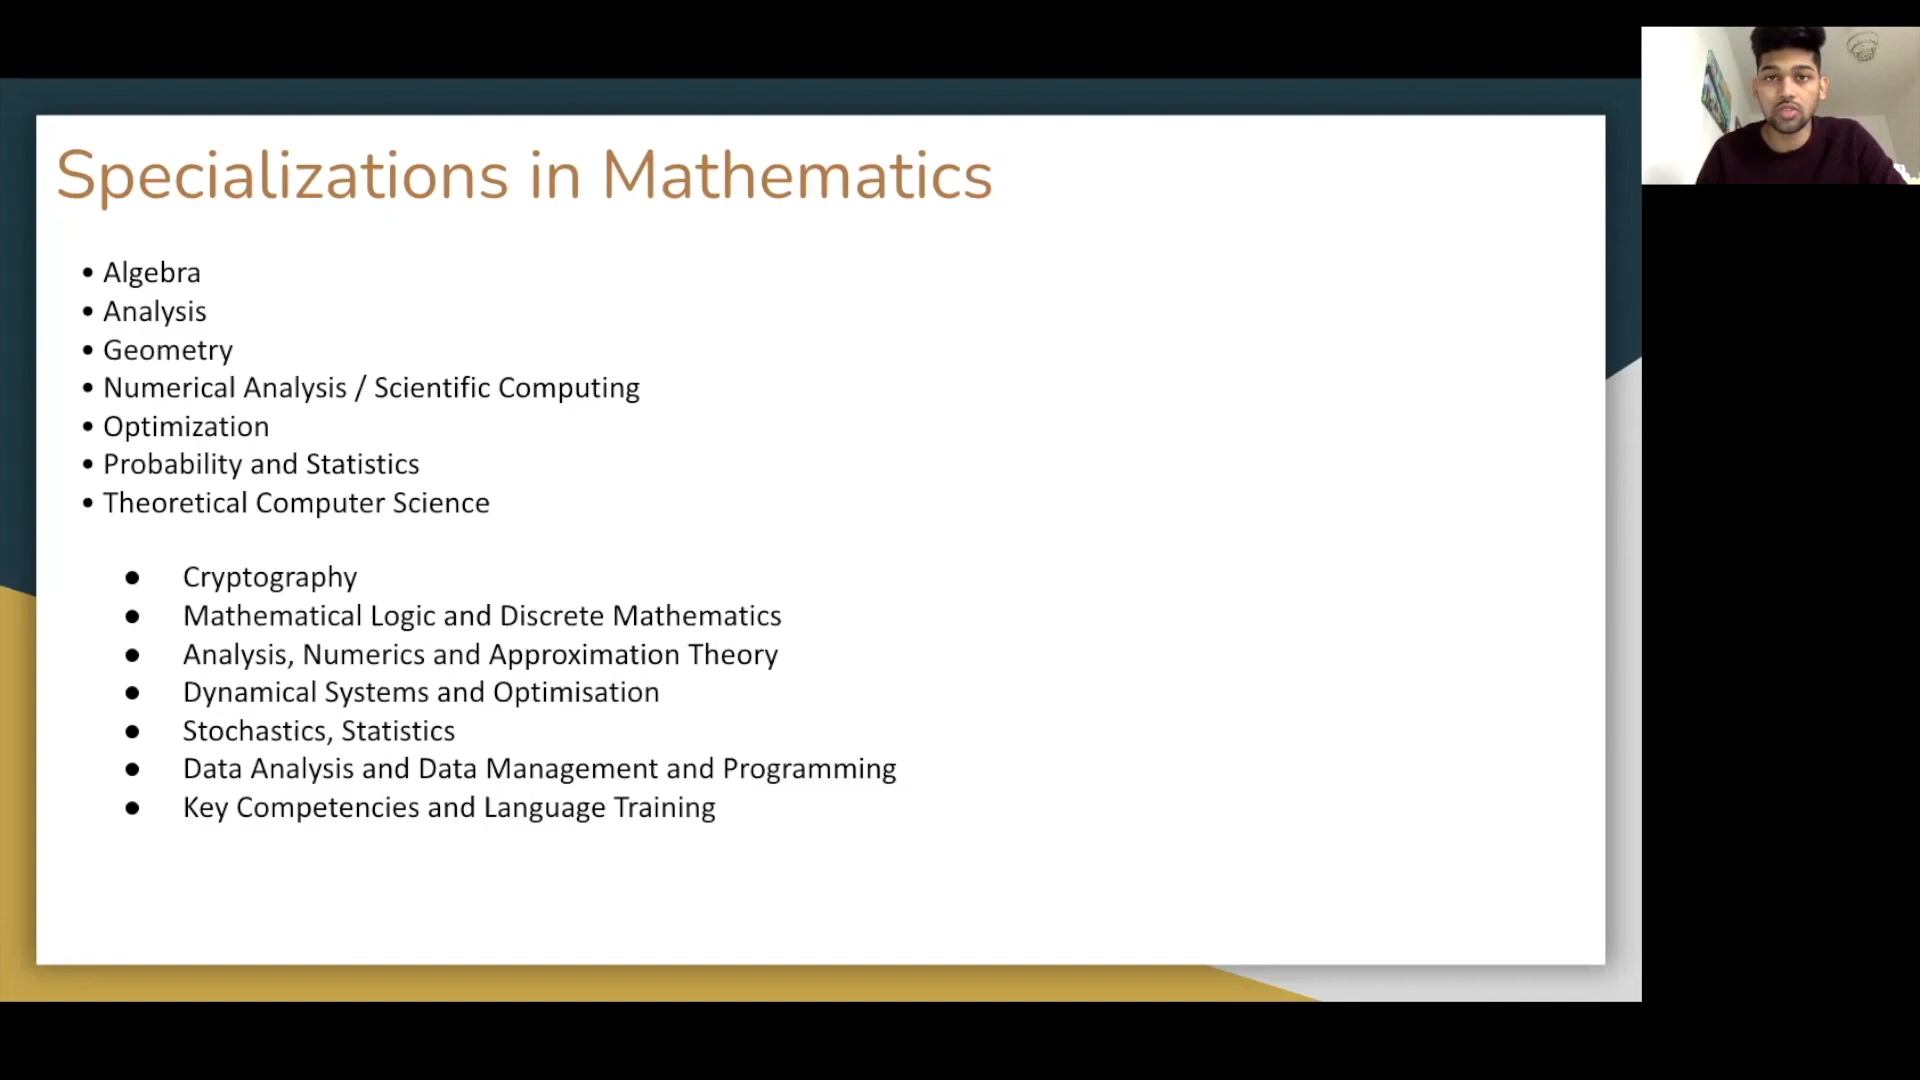 Specializations in Mathematics
• Algebra
• Analysis
• Geometry
• Numerical Analysis / Scientific Computing
• Optimization
• Probability and Statistics
• Theoretical Computer Science
● Cryptography
● Mathematical Logic and Discrete Mathematics
● Analysis, Numerics and Approximation Theory
● Dynamical Systems and Optimisation
● Stochastics, Statistics
● Data Analysis and Data Management and Programming
● Key Competencies and Language Training